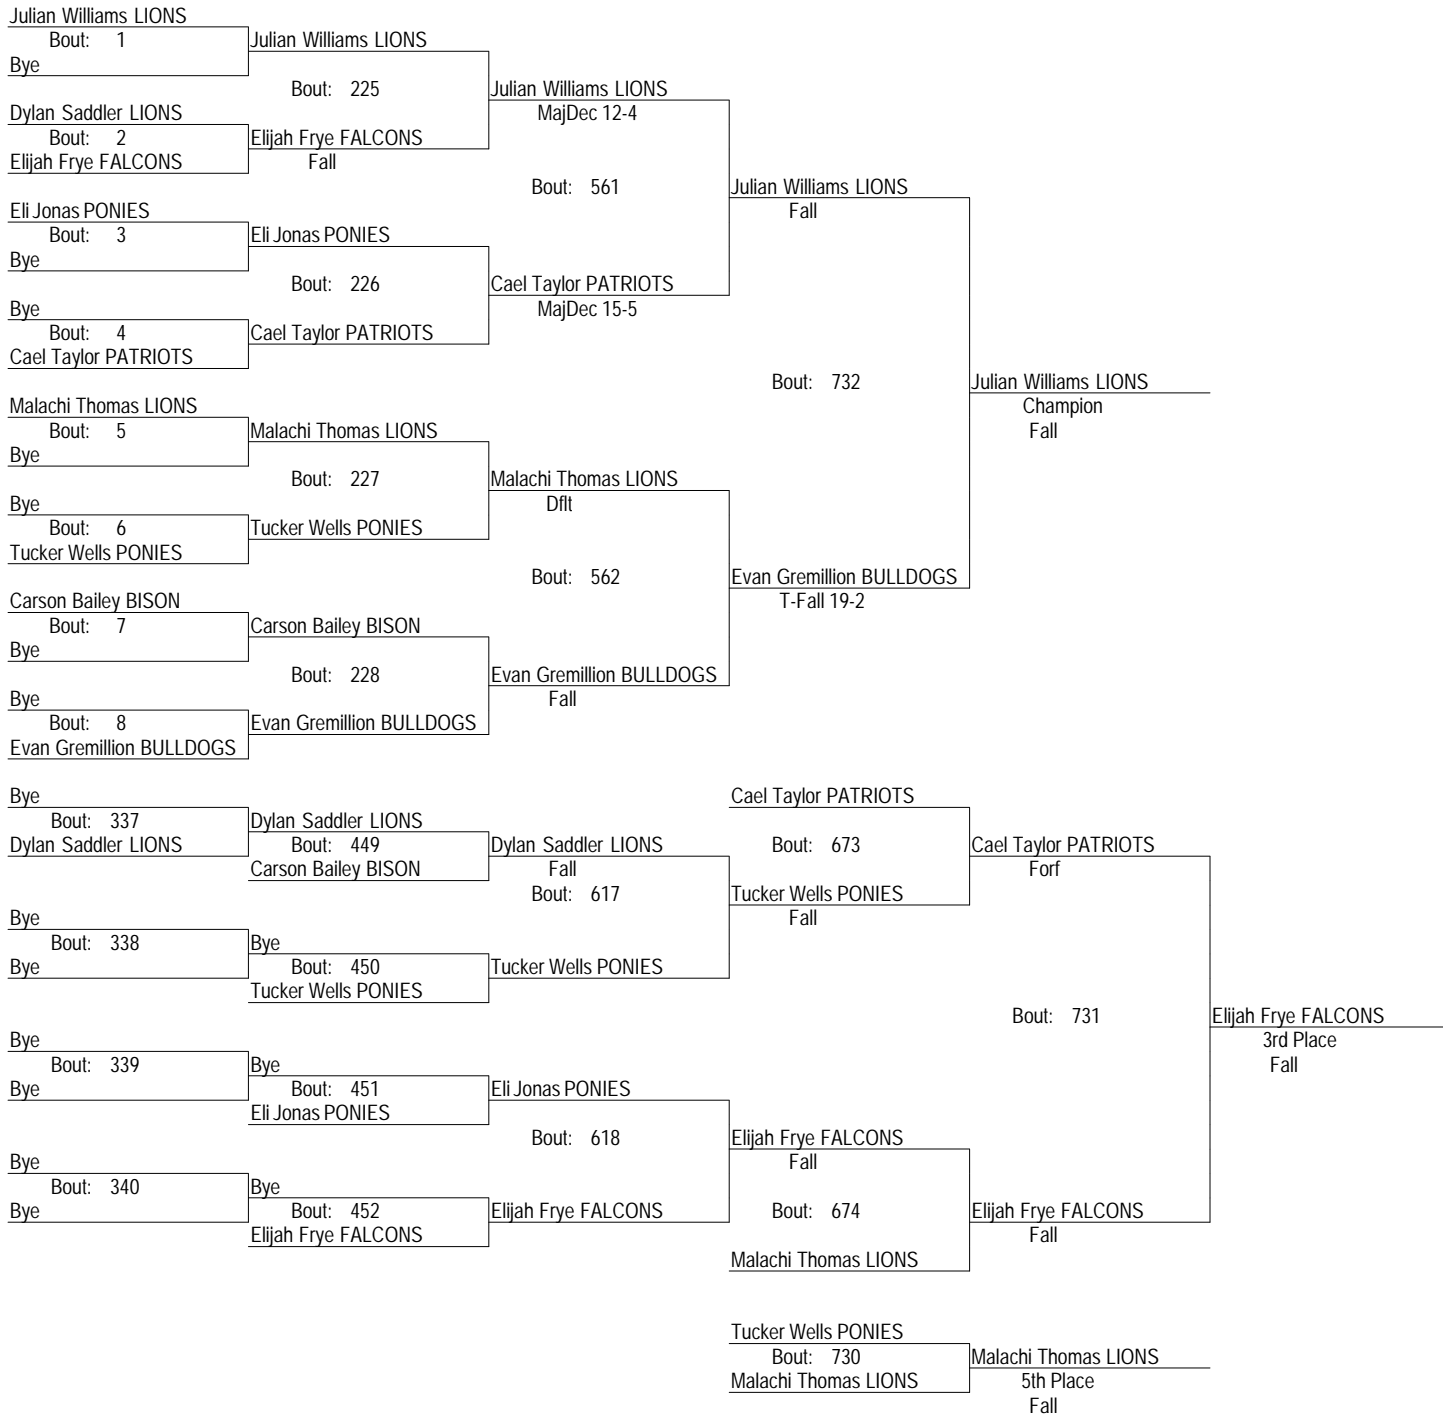 Julian Williams LIONS
Bout: 1
Julian Williams LIONS
Bye
Bout: 225
Julian Williams LIONS
Dylan Saddler LIONS
MajDec 12-4
Bout: 2
Elijah Frye FALCONS
Elijah Frye FALCONS
Fall
Bout: 561
Julian Williams LIONS
Eli Jonas PONIES
Fall
Bout: 3
Eli Jonas PONIES
Bye
Bout: 226
Cael Taylor PATRIOTS
Bye
MajDec 15-5
Bout: 4
Cael Taylor PATRIOTS
Cael Taylor PATRIOTS
Bout: 732
Julian Williams LIONS
Malachi Thomas LIONS
Champion
Bout: 5
Malachi Thomas LIONS
Fall
Bye
Bout: 227
Malachi Thomas LIONS
Bye
Dflt
Bout: 6
Tucker Wells PONIES
Tucker Wells PONIES
Bout: 562
Evan Gremillion BULLDOGS
Carson Bailey BISON
T-Fall 19-2
Bout: 7
Carson Bailey BISON
Bye
Bout: 228
Evan Gremillion BULLDOGS
Bye
Fall
Bout: 8
Evan Gremillion BULLDOGS
Evan Gremillion BULLDOGS
Bye
Cael Taylor PATRIOTS
Bout: 337
Dylan Saddler LIONS
Dylan Saddler LIONS
Bout: 449
Dylan Saddler LIONS
Bout: 673
Cael Taylor PATRIOTS
Carson Bailey BISON
Fall
Forf
Bout: 617
Tucker Wells PONIES
Bye
Fall
Bout: 338
Bye
Bye
Bout: 450
Tucker Wells PONIES
Tucker Wells PONIES
Bout: 731
Elijah Frye FALCONS
Bye
3rd Place
Bout: 339
Bye
Fall
Bye
Bout: 451
Eli Jonas PONIES
Eli Jonas PONIES
Bout: 618
Elijah Frye FALCONS
Bye
Fall
Bout: 340
Bye
Bye
Bout: 452
Elijah Frye FALCONS
Bout: 674
Elijah Frye FALCONS
Elijah Frye FALCONS
Fall
Malachi Thomas LIONS
Tucker Wells PONIES
Bout: 730
Malachi Thomas LIONS
Malachi Thomas LIONS
5th Place
Fall